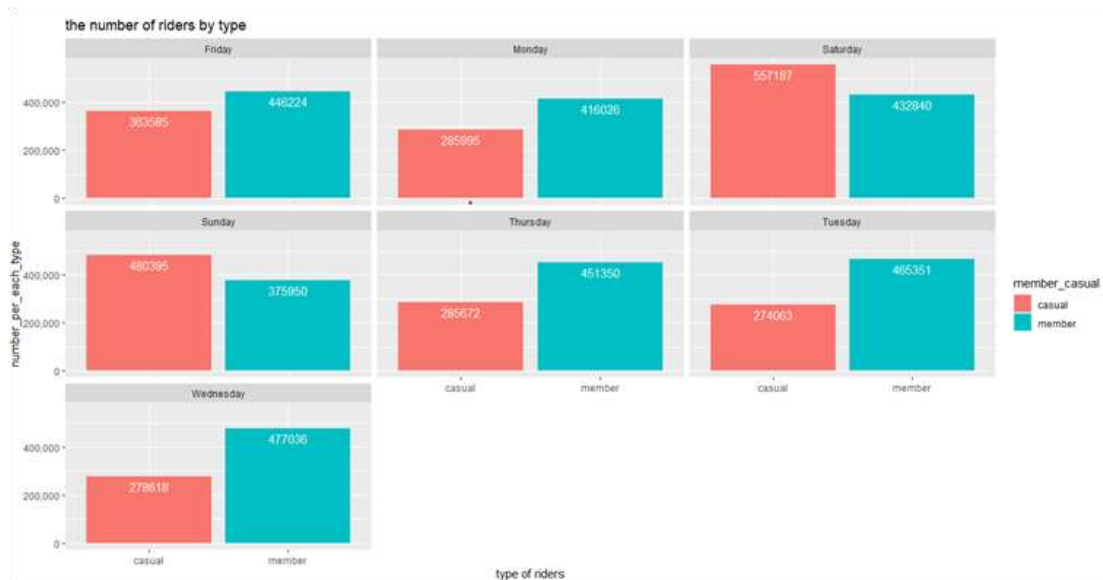 the number of riders by type
Friday
Monday
Saturday
400,000
200,000
0
363585
446224
285995
416026
557187
432840
Sunday
Thursday
Tuesday
400,000
200,000
0
480395
375950
285672
451350
274063
465351
casual
member
casual
member
Wednesday
400,000
200,000
0
278618
477036
casual
member
type of riders
number_per_each_type
member_casual
casual
member